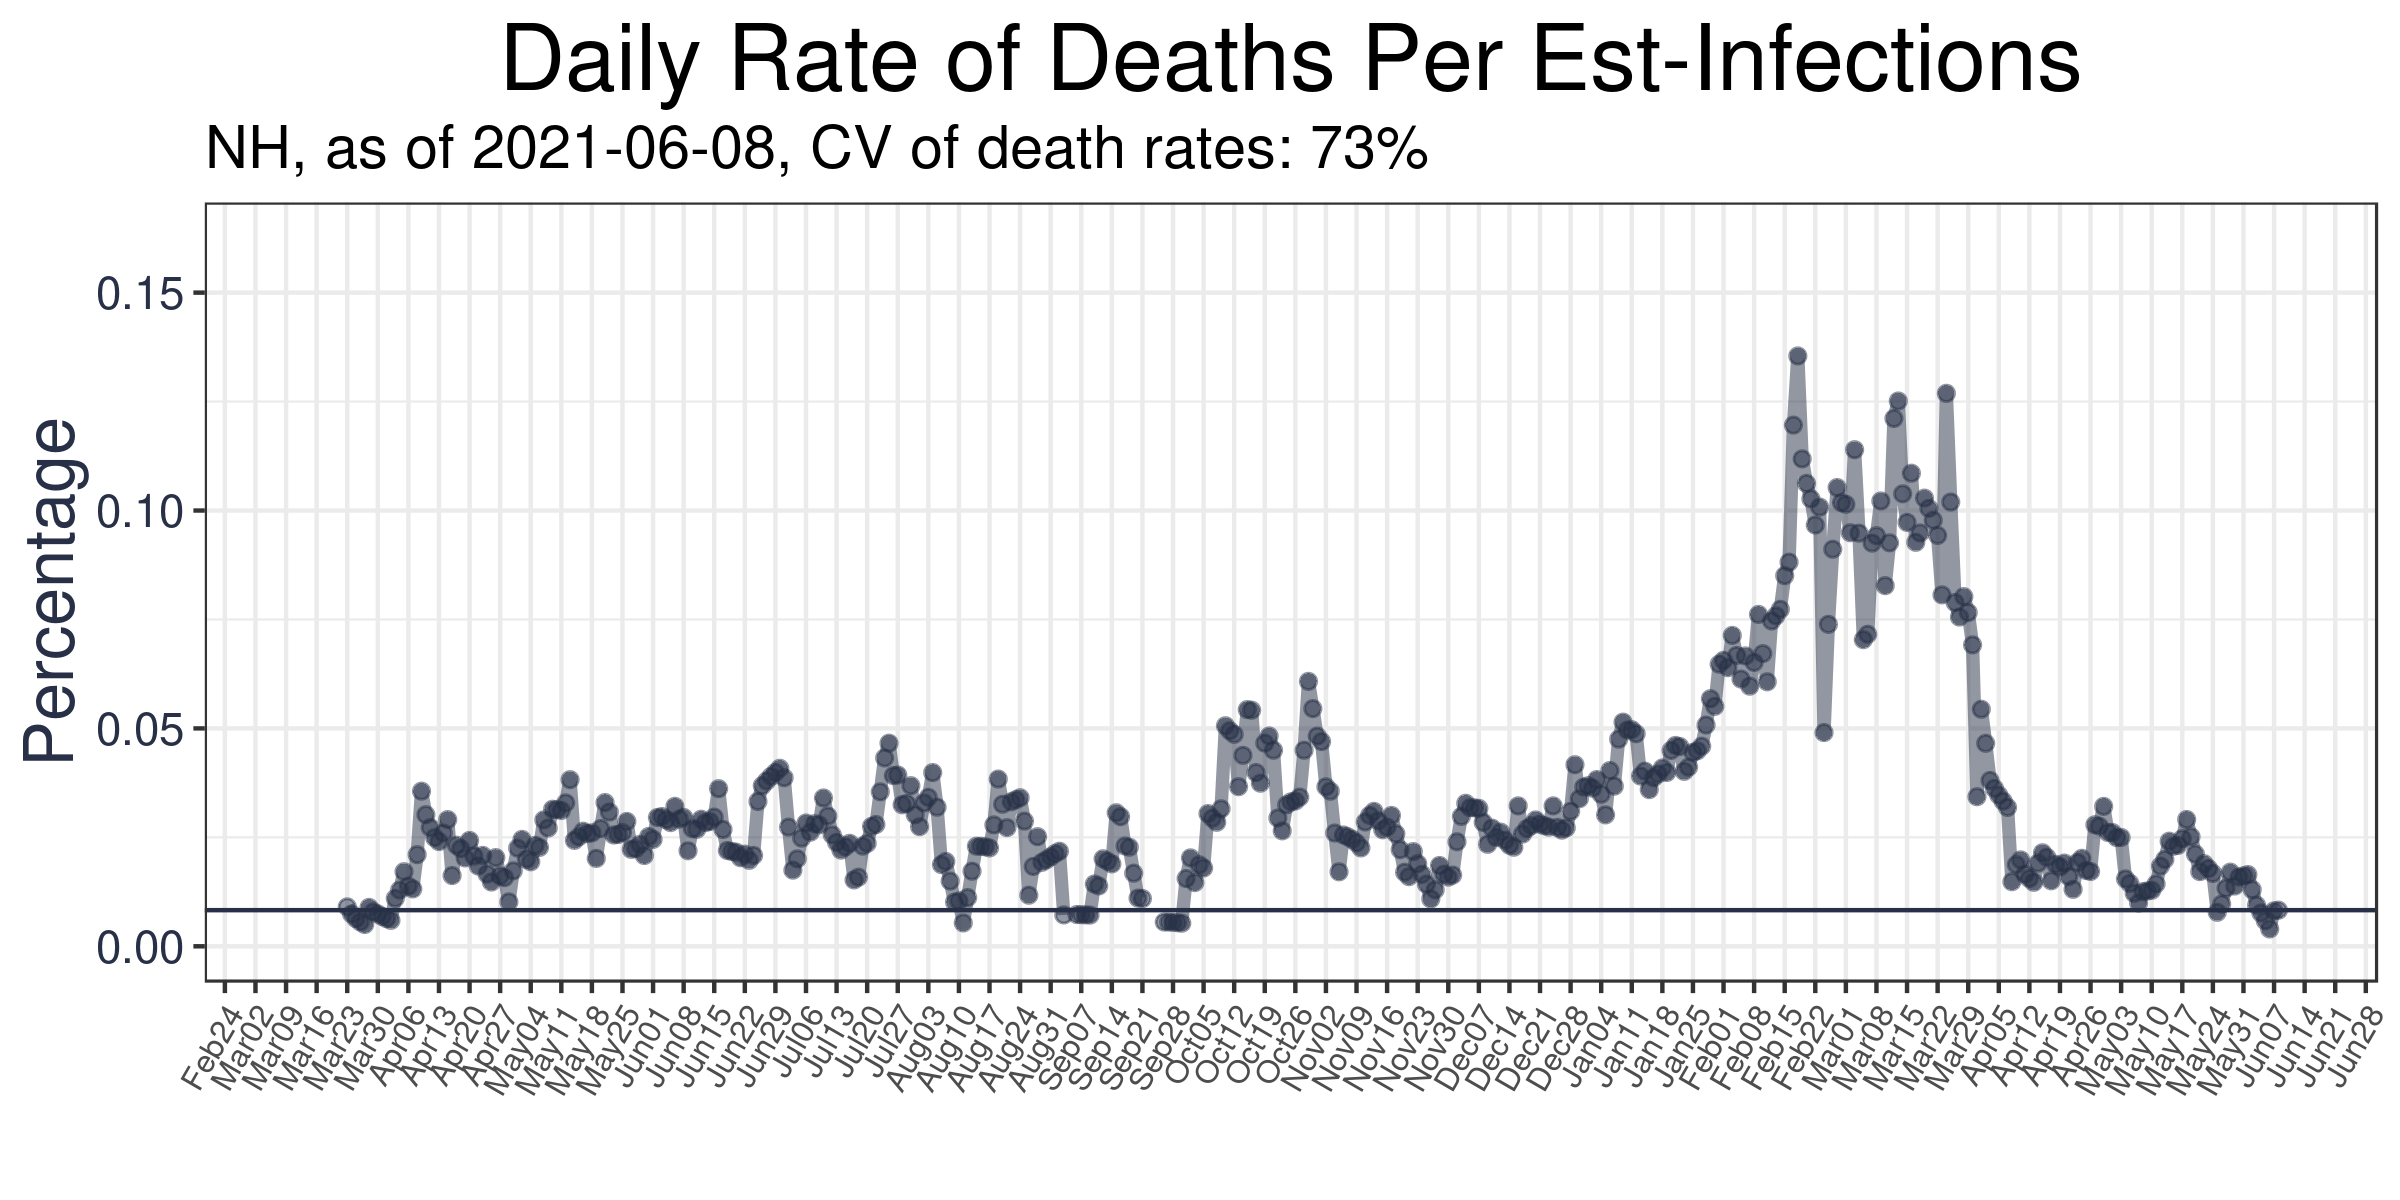 Daily Rate of Deaths Per Est-Infections
NH, as of 2021-06-08, CV of death rates: 73%
Percentage
0.15
0.10
0.05
0.00
Feb24
Mar02
Mar09
Mar16
Mar23
Mar30
Apr06
Apr13
Apr20
Apr27
May04
May11
May18
May25
Jun01
Jun08
Jun15
Jun22
Jun29
Jul06
Jul13
Jul20
Jul27
Aug03
Aug10
Aug17
Aug24
Aug31
Sep07
Sep14
Sep21
Sep28
Oct05
Oct12
Oct19
Oct26
Nov02
Nov09
Nov16
Nov23
Nov30
Dec07
Dec14
Dec21
Dec28
Jan04
Jan11
Jan18
Jan25
Feb01
Feb08
Feb15
Feb22
Mar01
Mar08
Mar15
Mar22
Mar29
Apr05
Apr12
Apr19
Apr26
May03
May10
May17
May24
May31
Jun07
Jun14
Jun21
Jun28